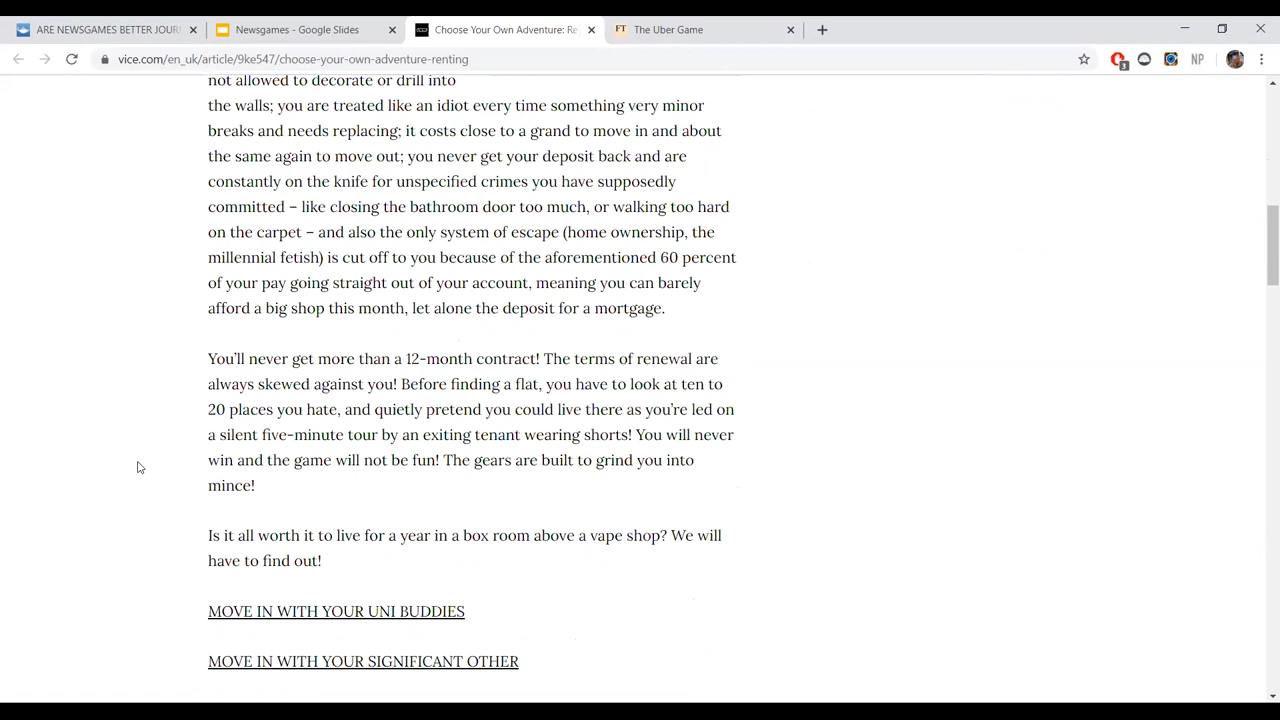 ARE NEWSGAMES BETTER JOUR
Newsgames - Google Slides
Choose Your Own Adventure: Re
FT The Uber Game
vice.com/en_uk/article/9ke547/choose-your-own-adventure-renting
3
NP
not allowed to decorate or drill into
the walls; you are treated like an idiot every time something very minor
breaks and needs replacing; it costs close to a grand to move in and about
the same again to move out; you never get your deposit back and are
constantly on the knife for unspecified crimes you have supposedly
committed – like closing the bathroom door too much, or walking too hard
on the carpet – and also the only system of escape (home ownership, the
millennial fetish) is cut off to you because of the aforementioned 60 percent
of your pay going straight out of your account, meaning you can barely
afford a big shop this month, let alone the deposit for a mortgage.
You’ll never get more than a 12-month contract! The terms of renewal are
always skewed against you! Before finding a flat, you have to look at ten to
20 places you hate, and quietly pretend you could live there as you’re led on
a silent five-minute tour by an exiting tenant wearing shorts! You will never
win and the game will not be fun! The gears are built to grind you into
mince!
Is it all worth it to live for a year in a box room above a vape shop? We will
have to find out!
MOVE IN WITH YOUR UNI BUDDIES
MOVE IN WITH YOUR SIGNIFICANT OTHER